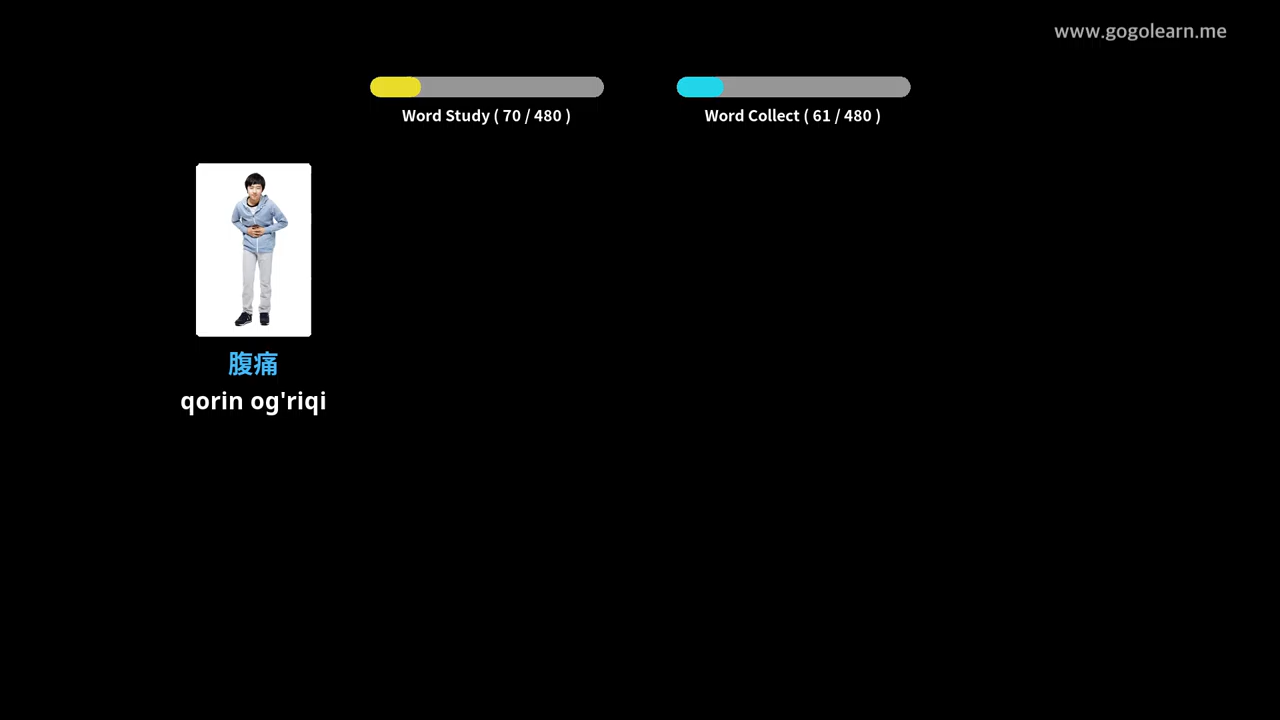 www.gogolearn.me
Word Study ( 70 / 480 )
Word Collect ( 61 / 480 )
腹痛
qorin og'riqi